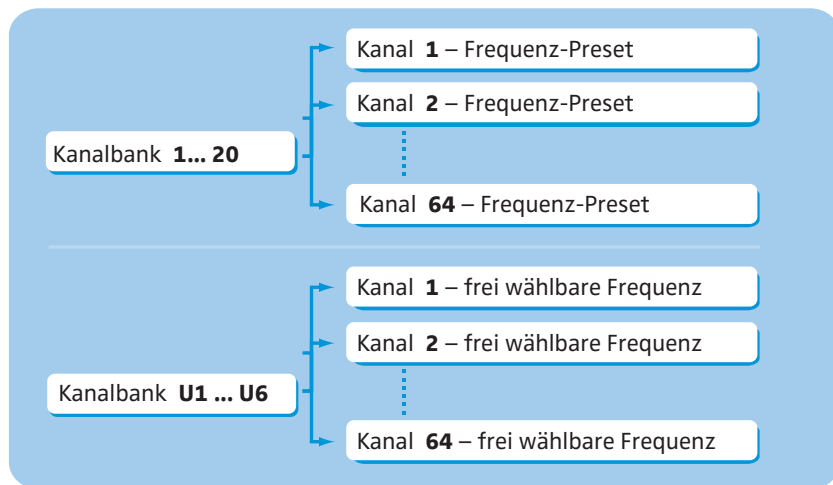 Kanal 1 – Frequenz-Preset
Kanal 2 – Frequenz-Preset
Kanalbank 1... 20
Kanal 64 – Frequenz-Preset
Kanal 1 – frei wählbare Frequenz
Kanal 2 – frei wählbare Frequenz
Kanalbank U1 ... U6
Kanal 64 – frei wählbare Frequenz